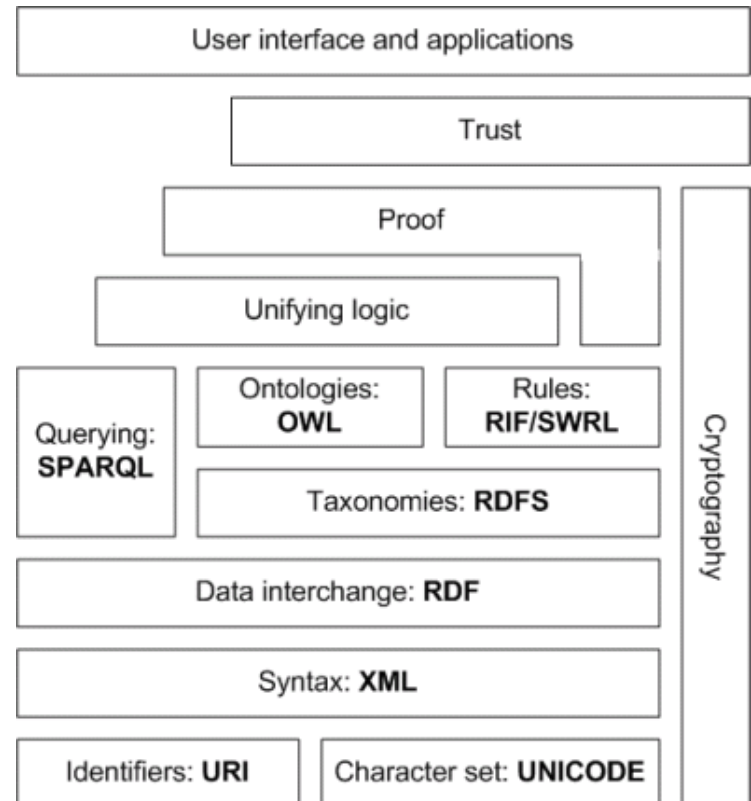 User interface and applications
Trust
Proof
Unifying logic
Querying:
SPARQL
Ontologies:
OWL
Rules:
RIF/SWRL
Taxonomies: RDFS
Cryptography
Data interchange: RDF
Syntax: XML
Identifiers: URI
Character set: UNICODE